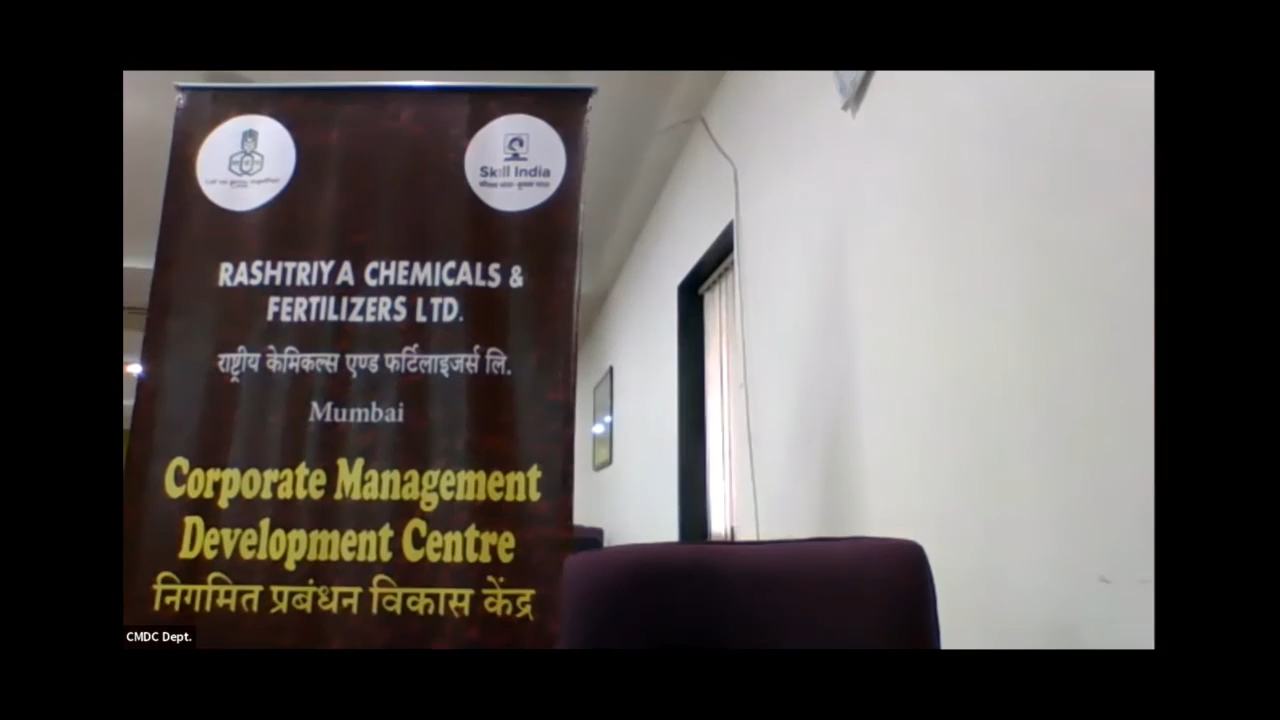 Skill India
RASHTRIYA CHEMICALS &
FERTILIZERS LTD.
राष्ट्रीय केमिकल्स एण्ड फर्टिलाइजर्स लि.
Mumbai
Corporate Management
Development Centre
निगमित प्रबंधन विकास केंद्र
CMDC Dept.